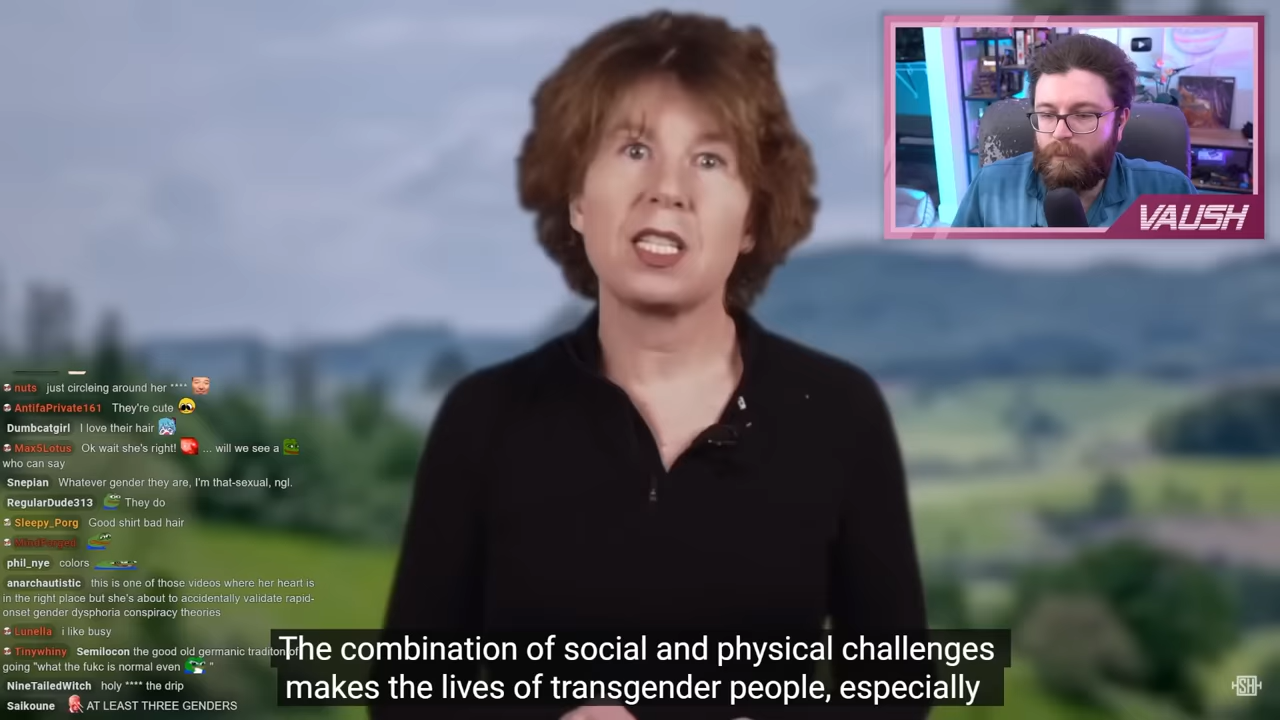 VAUSH
nuts just circleing around her ****
AntifaPrivate161 They're cute
Dumbcatgirl I love their hair
Max5Lotus Ok wait she's right! ... will we see a
who can say
Snepian Whatever gender they are, I'm that-sexual, ngl.
RegularDude313 They do
Sleepy_Porg Good shirt bad hair
MindForged
phil_nye colors
anarchautistic this is one of those videos where her heart is
in the right place but she's about to accidentally validate rapid-
onset gender dysphoria conspiracy theories
Lunella i like busy
Tinywhiny Semilocon the good old germanic traditon of
going "what the fukc is normal even "
NineTailedWitch holy **** the drip
Saikoune AT LEAST THREE GENDERS
The combination of social and physical challenges
makes the lives of transgender people, especially
SH